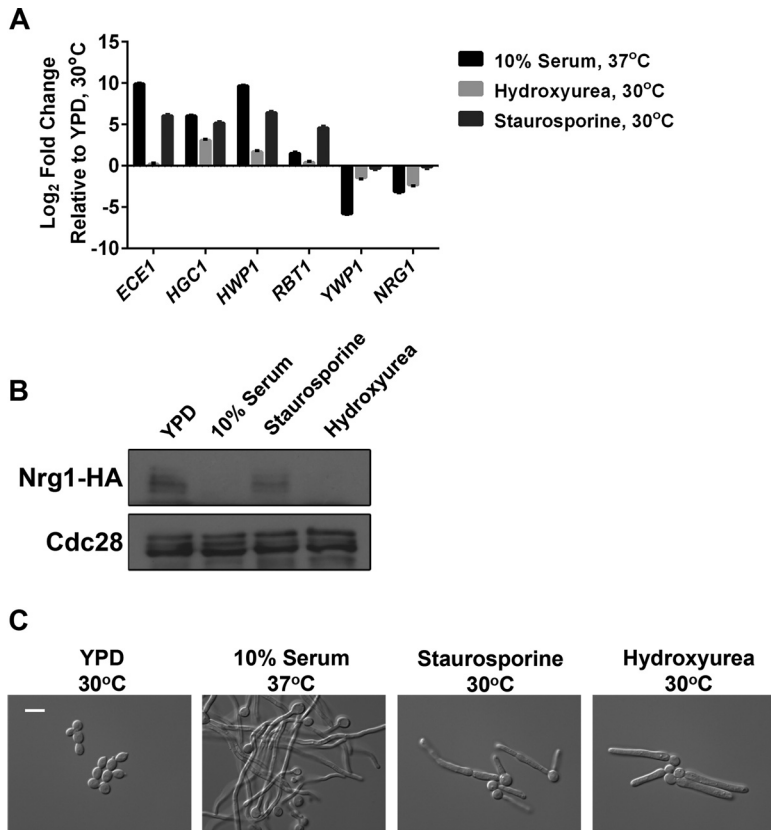 A
Log2 Fold Change
Relative to YPD, 30°C
15
10
5
0
-5
-10
ECE1
HGC1
HWP1
RBT1
YWP1
NRG1
10% Serum, 37°C
Hydroxyurea, 30°C
Staurosporine, 30°C
B
YPD
10% Serum
Staurosporine
Hydroxyurea
Nrg1-HA
Cdc28
C
YPD
30°C
10% Serum
37°C
Staurosporine
30°C
Hydroxyurea
30°C